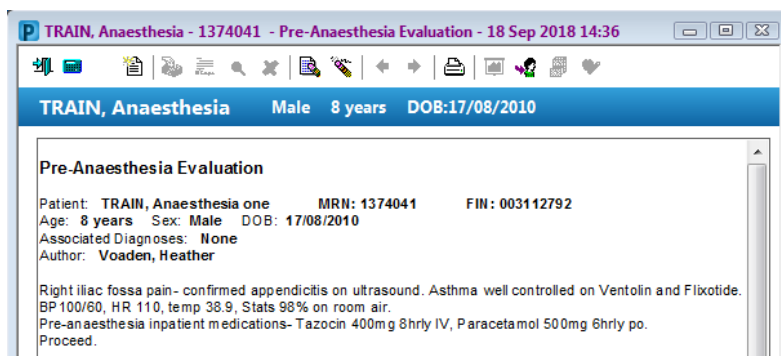 TRAIN, Anaesthesia - 1374041 - Pre-Anaesthesia Evaluation - 18 Sep 2018 14:36
TRAIN, Anaesthesia Male 8 years DOB:17/08/2010
Pre-Anaesthesia Evaluation
Patient: TRAIN, Anaesthesia one MRN: 1374041 FIN: 003112792
Age: 8 years Sex: Male DOB: 17/08/2010
Associated Diagnoses: None
Author: Voaden, Heather
Right iliac fossa pain- confirmed appendicitis on ultrasound. Asthma well controlled on Ventolin and Flixotide.
BP 100/60, HR 110, temp 38.9, Stats 98% on room air.
Pre-anaesthesia inpatient medications- Tazocin 400mg 8hrly IV, Paracetamol 500mg 6hrly po.
Proceed.